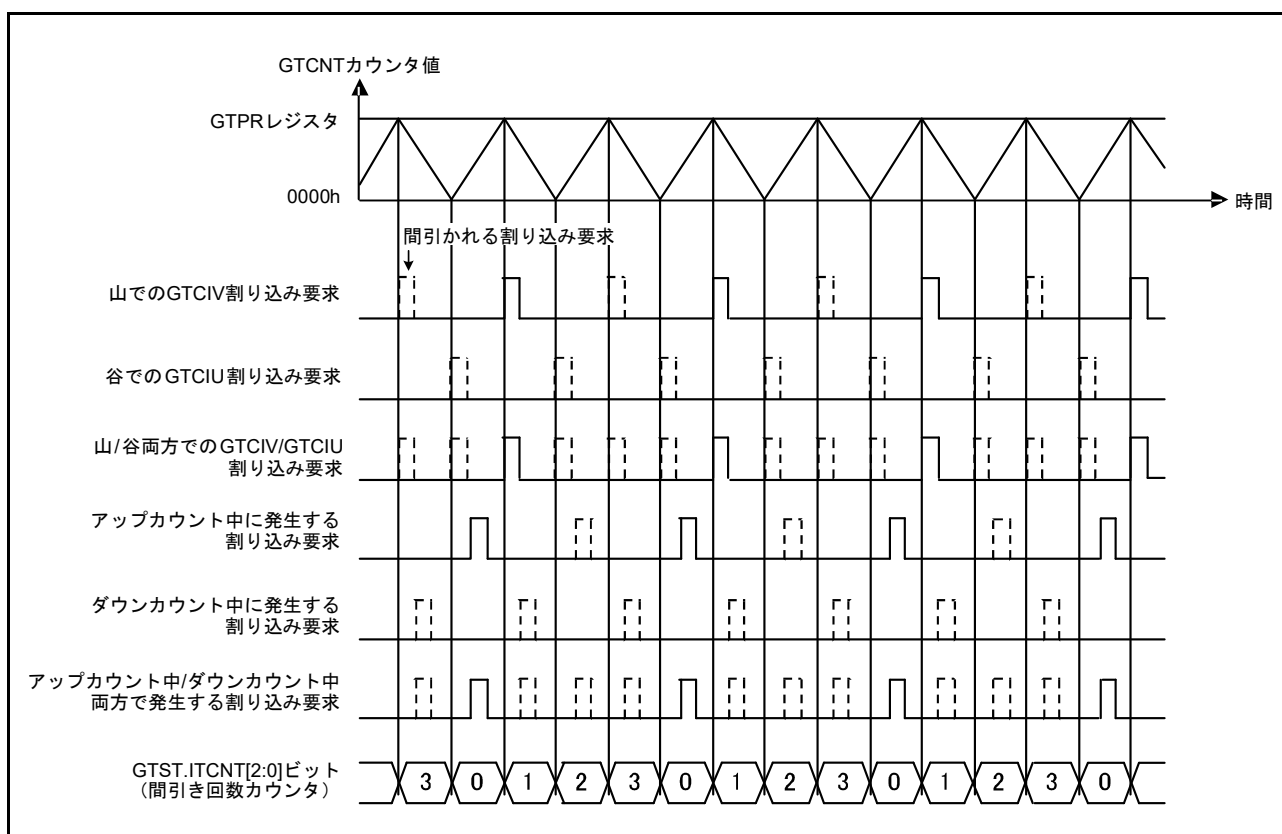 GTCNTカウンタ値
GTPRレジスタ
0000h
時間
間引かれる割り込み要求
山でのGTCIV割り込み要求
谷でのGTCIU割り込み要求
山/谷両方でのGTCIV/GTCIU
割り込み要求
アップカウント中に発生する
割り込み要求
ダウンカウント中に発生する
割り込み要求
アップカウント中/ダウンカウント中
両方で発生する割り込み要求
GTST.ITCNT[2:0]ビット
（間引き回数カウンタ）
3 0 1 2 3 0 1 2 3 0 1 2 3 0